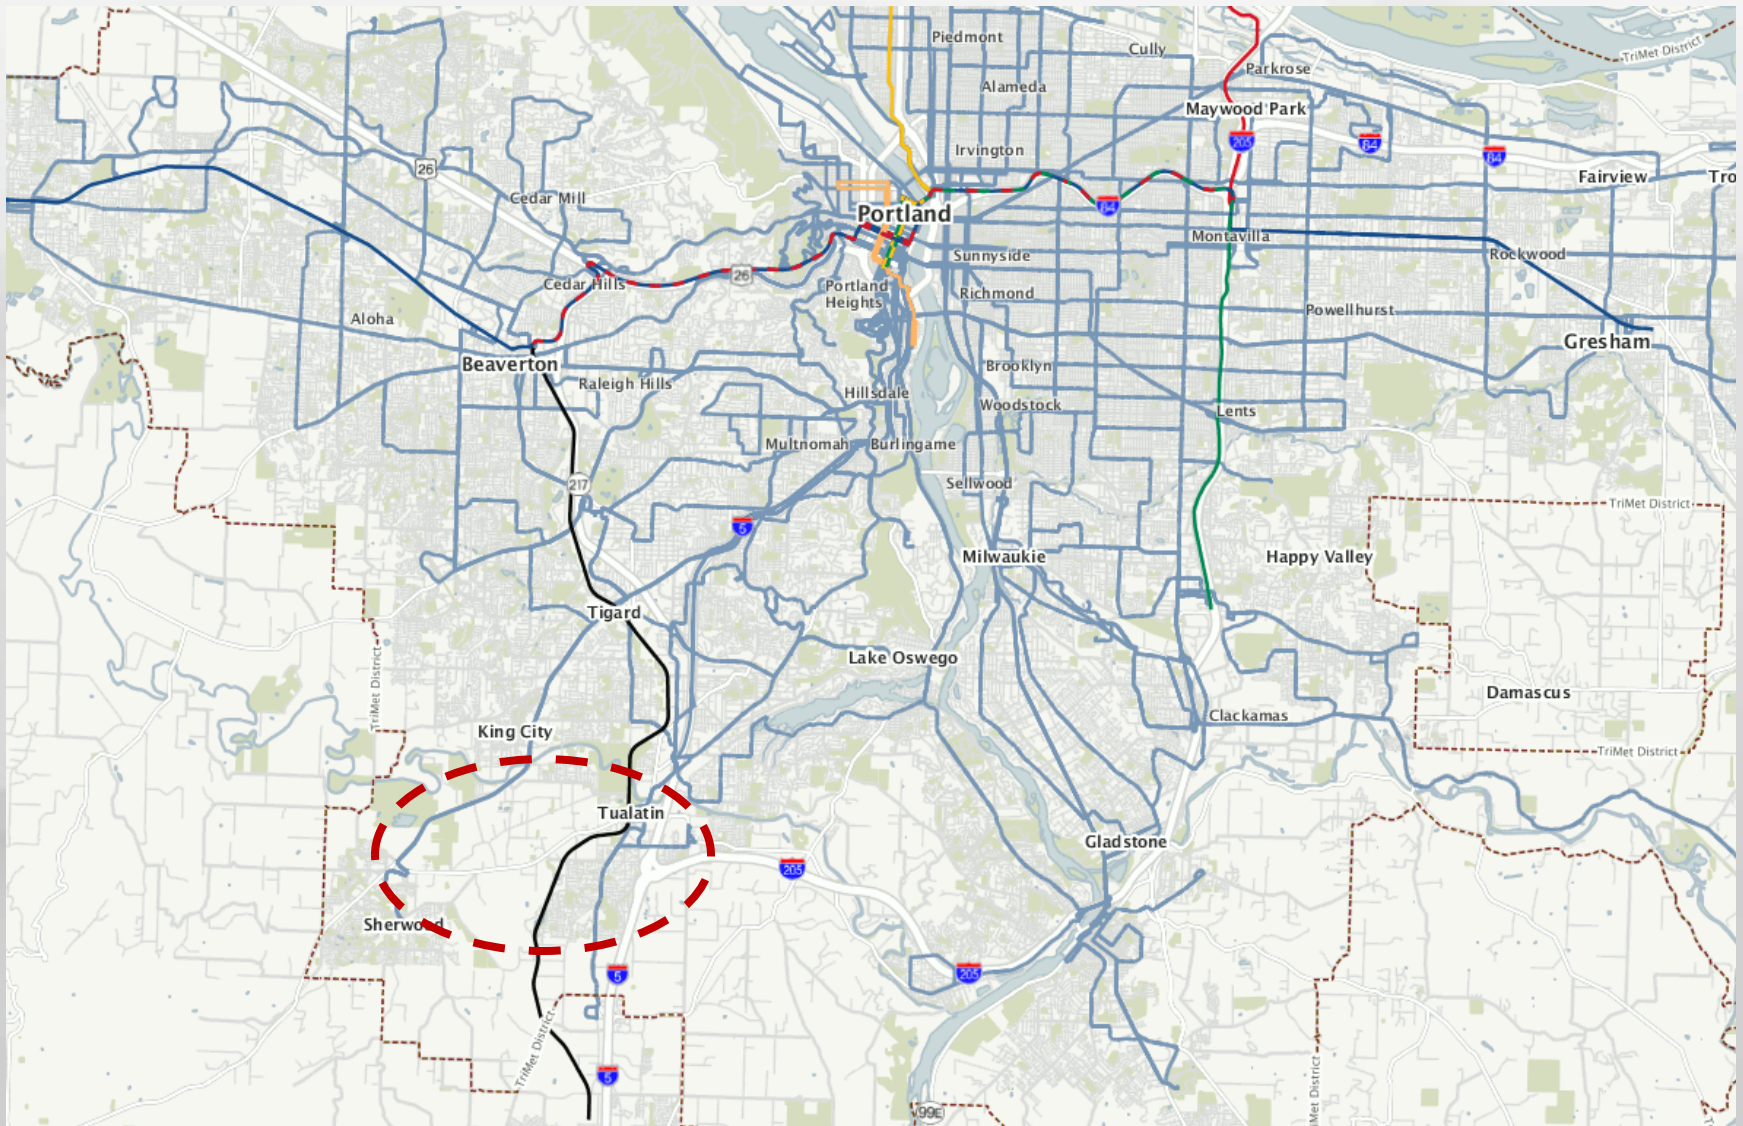 Piedmont
Cully
TriMet District
Parkrose
Alameda
Maywood Park
205
84
84
Irvington
26
Fairview
Tro
Cedar Mill
84
Portland
Montavilla
Sunnyside
Rockwood
26
Cedar Hills
Portland
Heights
Richmond
Aloha
Powellhurst
Gresham
Beaverton
Raleigh Hills
Brooklyn
Hillsdale
Woodstock
Lents
Multnomah
Burlingame
217
Sellwood
TriMet District
5
Milwaukie
Happy Valley
Tigard
TriMet District
Lake Oswego
Damascus
King City
Clackamas
TriMet District
Tualatin
Gladstone
205
Sherwood
5
205
TriMet District
5
TriMet District
99E